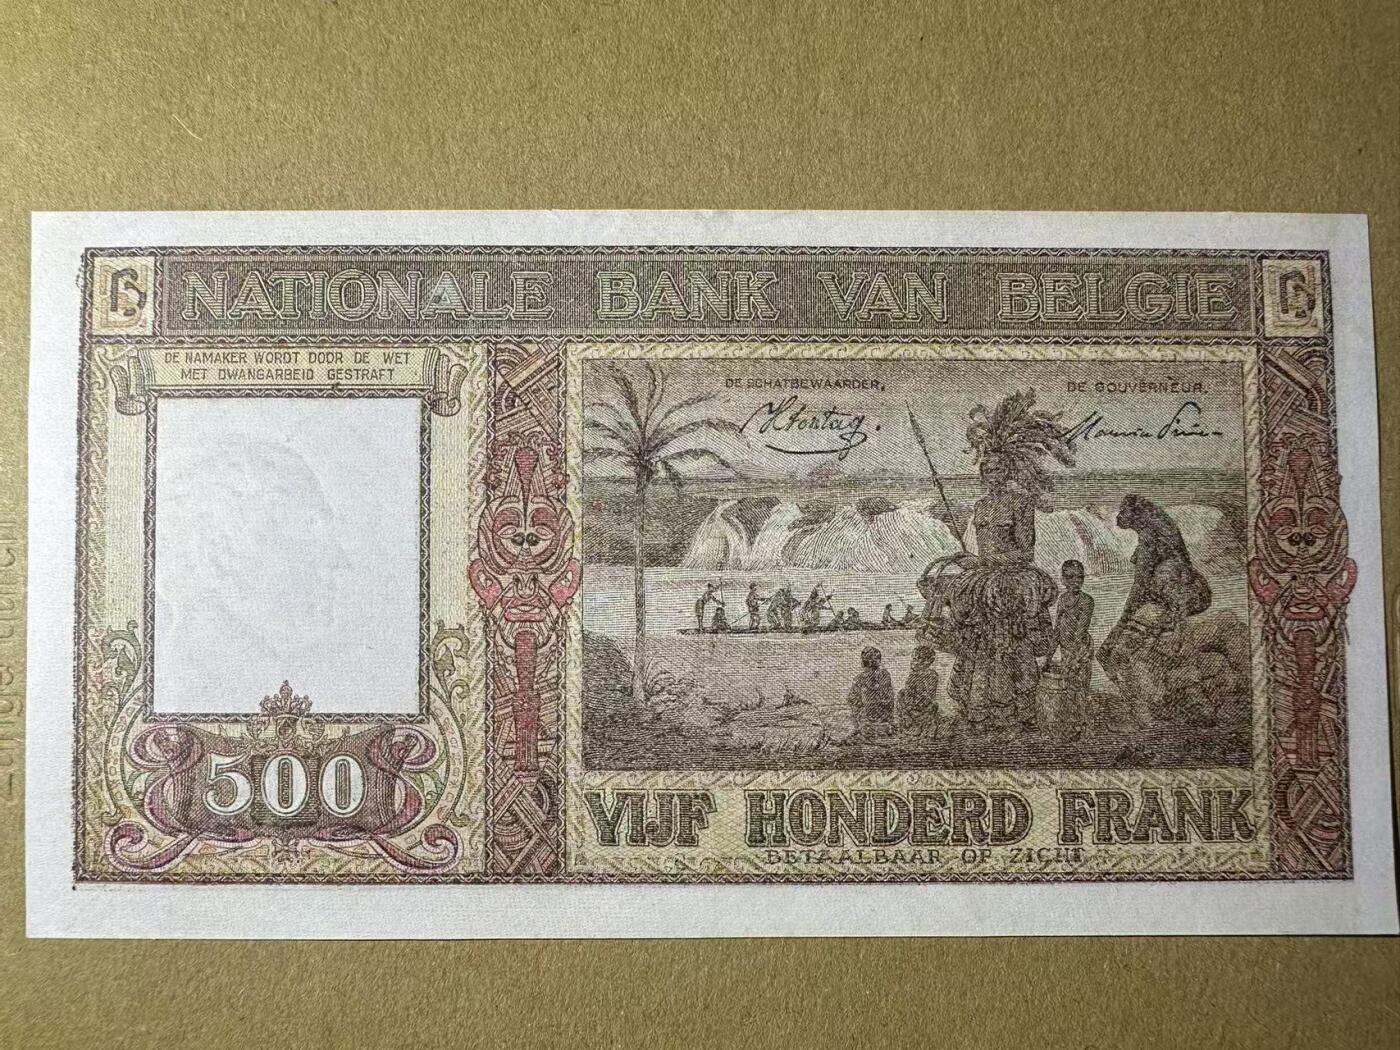 NATIONALE BANK VAN BELGIE
DE NAMAKER WORDT DOOR DE WET
MET DWANGARBEID GESTRAFT
DE SCHATBEWAARDER,
DE GOUVERNEUR.
500
VIJF HONDERD FRANK
BETAALBAAR OP ZICHT